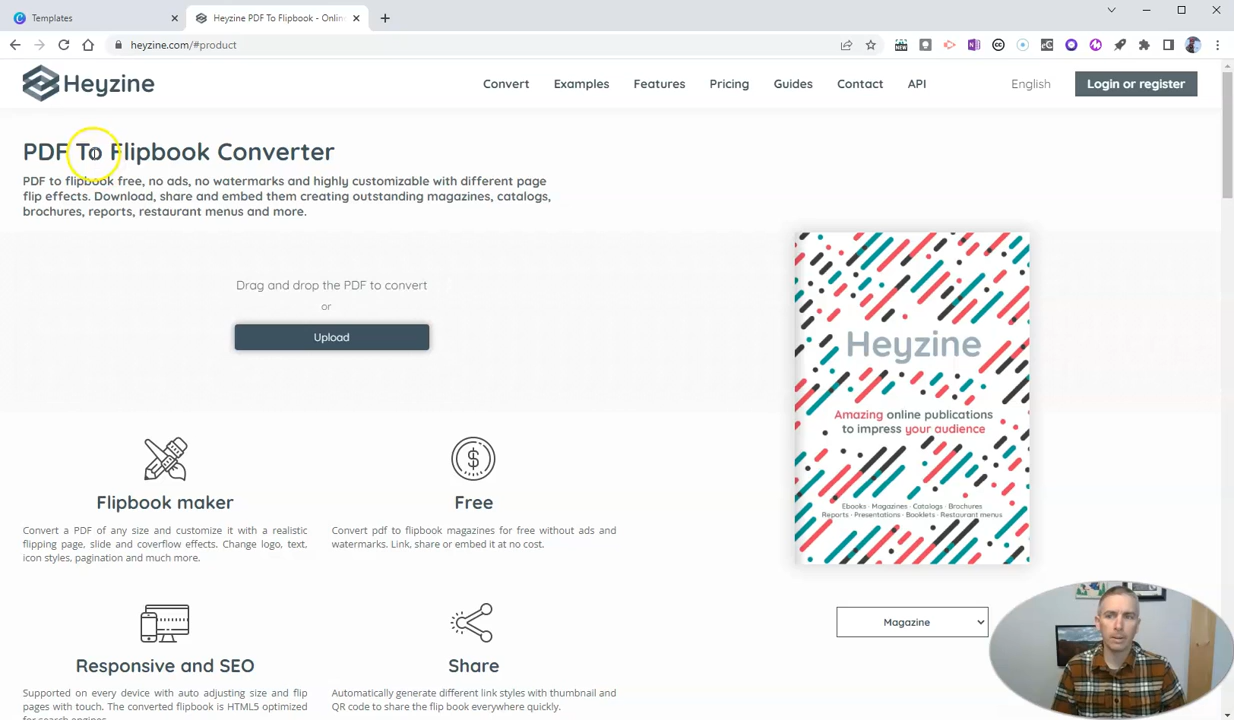 Templates
Heyzine PDF To Flipbook - Onlin
heyzine.com/#product
Heyzine
Convert
Examples
Features
Pricing
Guides
Contact
API
English
Login or register
PDF To Flipbook Converter
PDF to flipbook free, no ads, no watermarks and highly customizable with different page
flip effects. Download, share and embed them creating outstanding magazines, catalogs,
brochures, reports, restaurant menus and more.
Drag and drop the PDF to convert
or
Upload
Heyzine
Amazing online publications
to impress your audience
Ebooks · Magazines · Catalogs · Brochures
Reports · Presentations · Booklets · Restaurant menus
Magazine
Flipbook maker
Convert a PDF of any size and customize it with a realistic
flipping page, slide and coverflow effects. Change logo, text,
icon styles, pagination and much more.
Free
Convert pdf to flipbook magazines for free without ads and
watermarks. Link, share or embed it at no cost.
Responsive and SEO
Supported on every device with auto adjusting size and flip
pages with touch. The converted flipbook is HTML5 optimized
for search engines.
Share
Automatically generate different link styles with thumbnail and
QR code to share the flip book everywhere quickly.